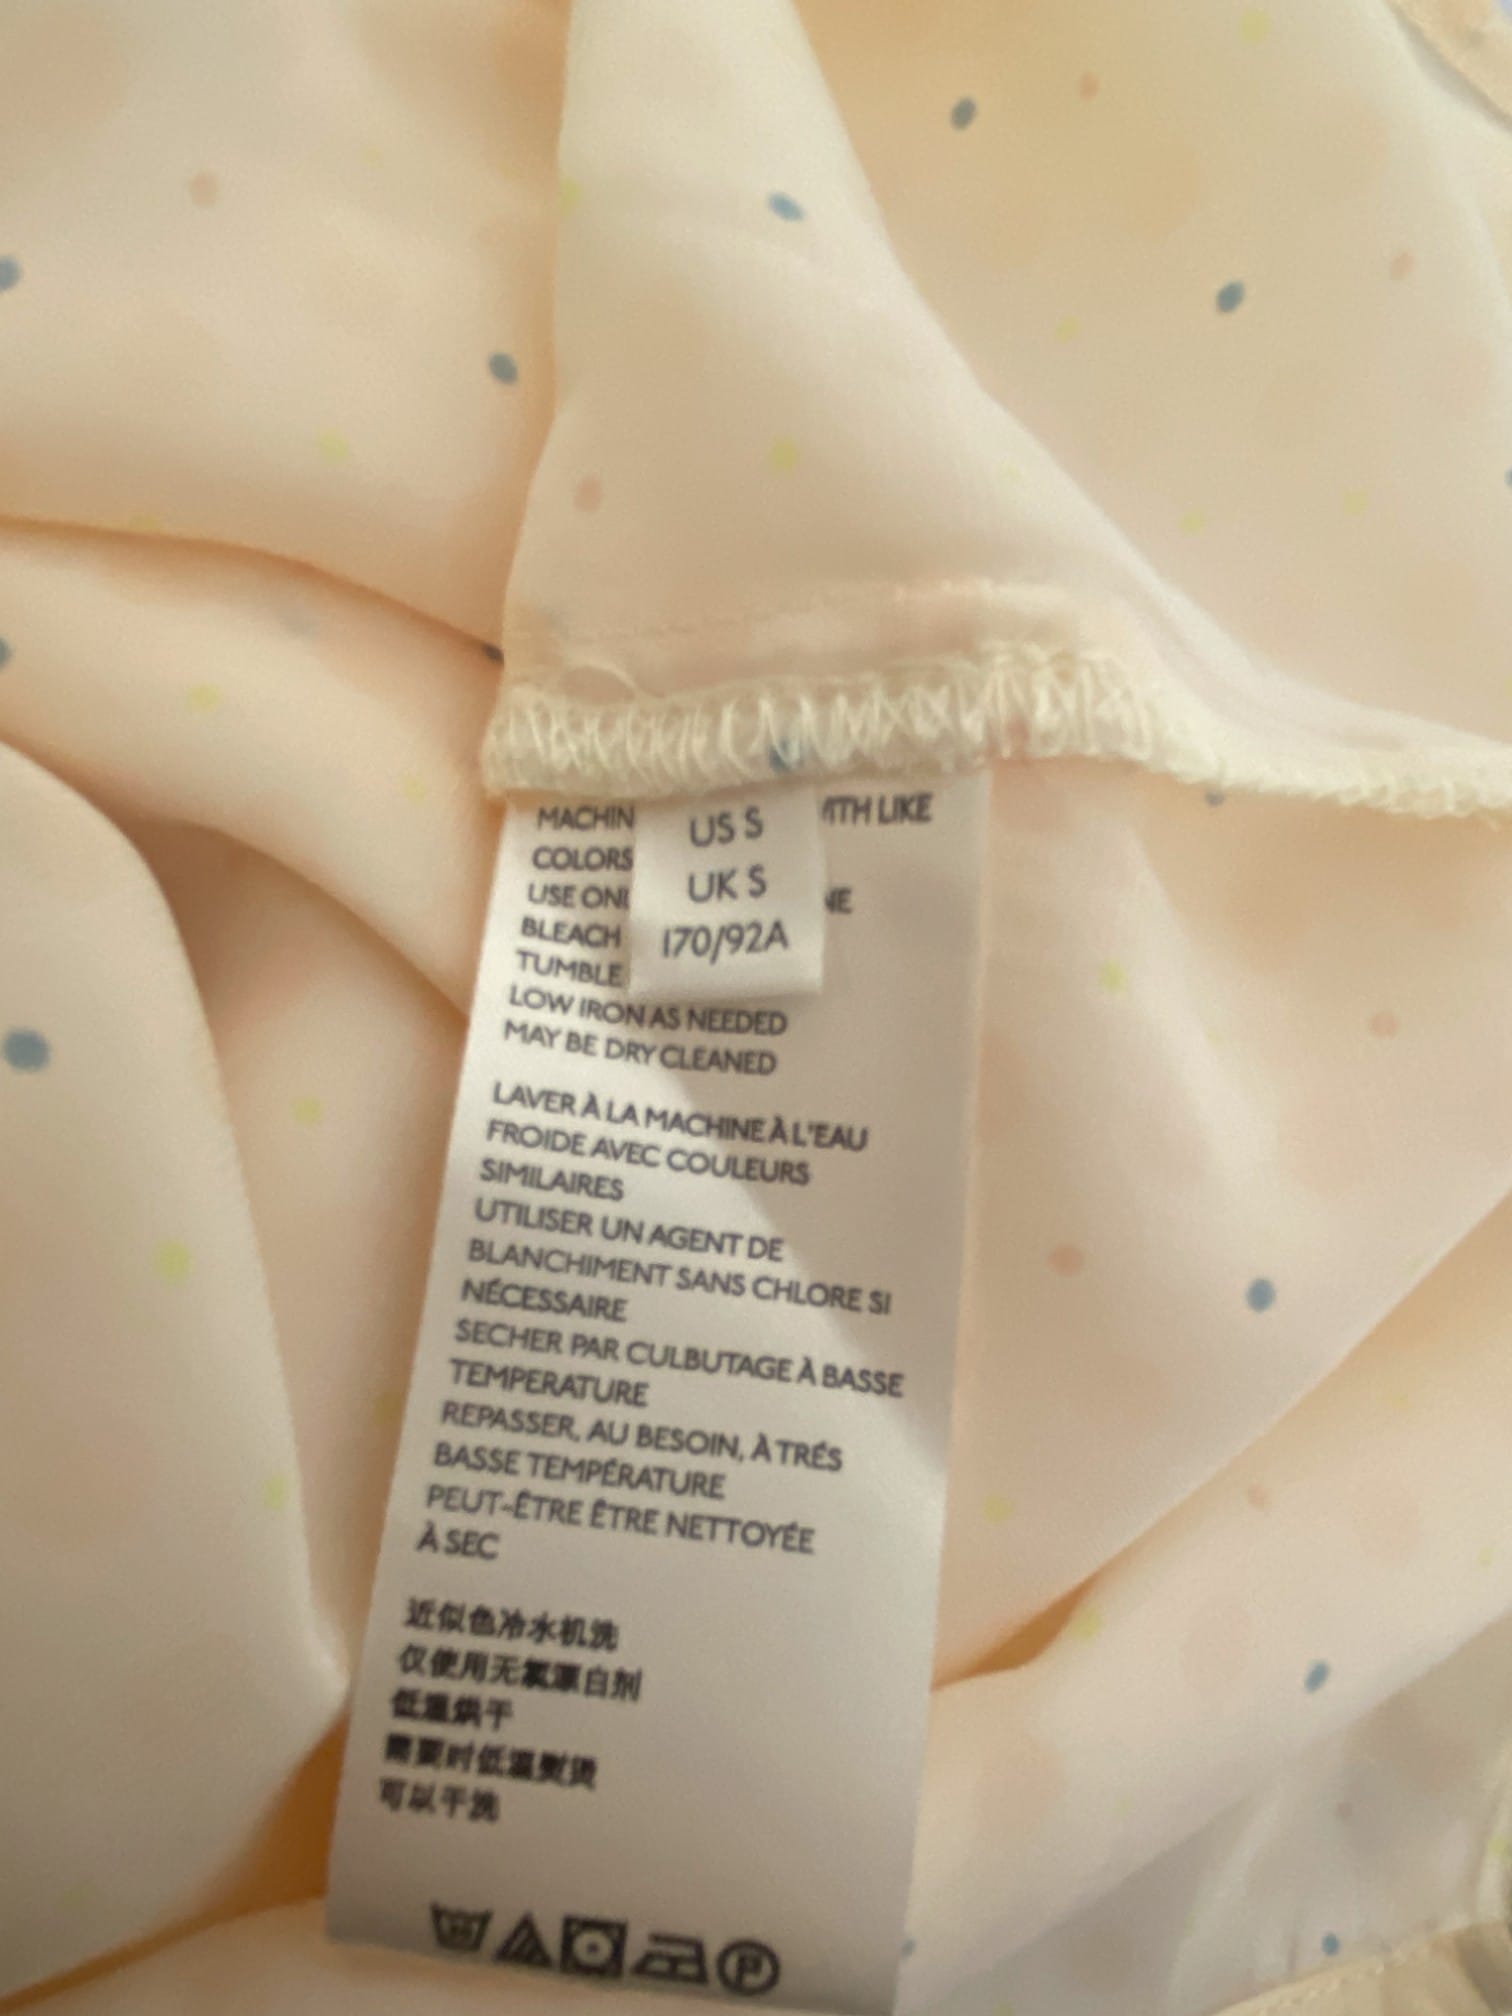 US S
UK S
170/92A
MACHIN ITH LIKE
COLORS
USE ONL NE
BLEACH
TUMBLE
LOW IRON AS NEEDED
MAY BE DRY CLEANED
LAVER À LA MACHINE À L'EAU
FROIDE AVEC COULEURS
SIMILAIRES
UTILISER UN AGENT DE
BLANCHIMENT SANS CHLORE SI
NÉCESSAIRE
SECHER PAR CULBUTAGE À BASSE
TEMPERATURE
REPASSER, AU BESOIN, À TRÉS
BASSE TEMPÉRATURE
PEUT-ÊTRE ÊTRE NETTOYÉE
À SEC
近似色冷水机洗
仅使用无氯漂白剂
低温烘干
需要时低温熨烫
可以干洗
P